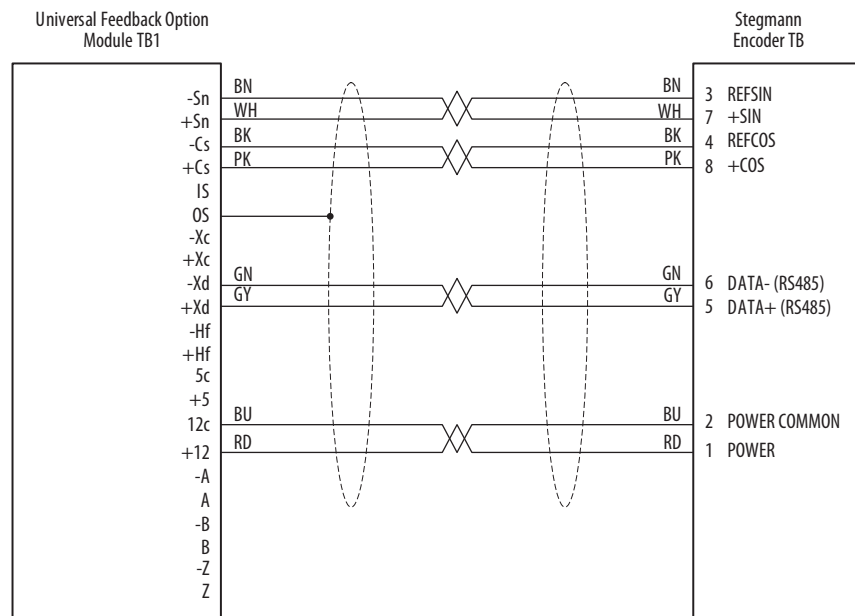 Universal Feedback Option
Module TB1
Stegmann
Encoder TB
-Sn BN BN 3 REFSIN
+Sn WH WH 7 +SIN
-Cs BK BK 4 REFCOS
+Cs PK PK 8 +COS
IS
OS
-Xc
+Xc
-Xd GN GN 6 DATA- (RS485)
+Xd GY GY 5 DATA+ (RS485)
-Hf
+Hf
5c
+5
12c BU BU 2 POWER COMMON
+12 RD RD 1 POWER
-A
A
-B
B
-Z
Z